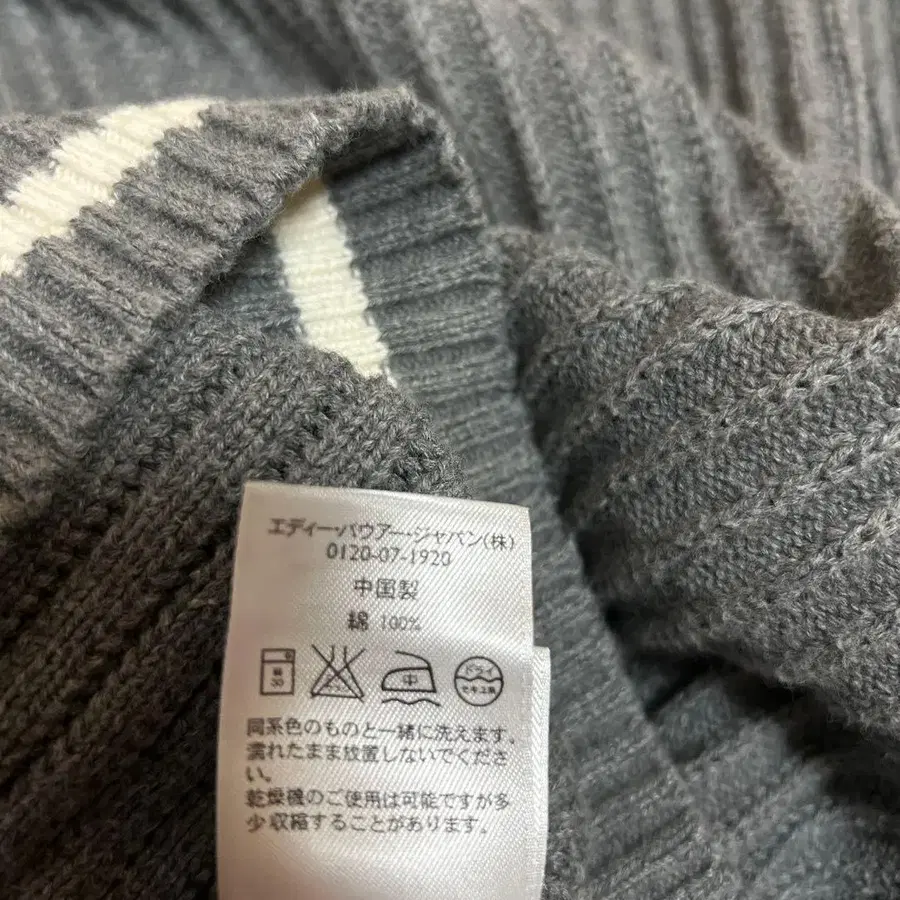 エディー・バウアー・ジャパン(株)
0120-07-1920
中国製
綿 100%
弱
30
中
ドライ
セキユ系
同系色のものと一緒に洗えます。
濡れたまま放置しないでくださ
い。
乾燥機のご使用は可能ですが多
少収縮することがあります。